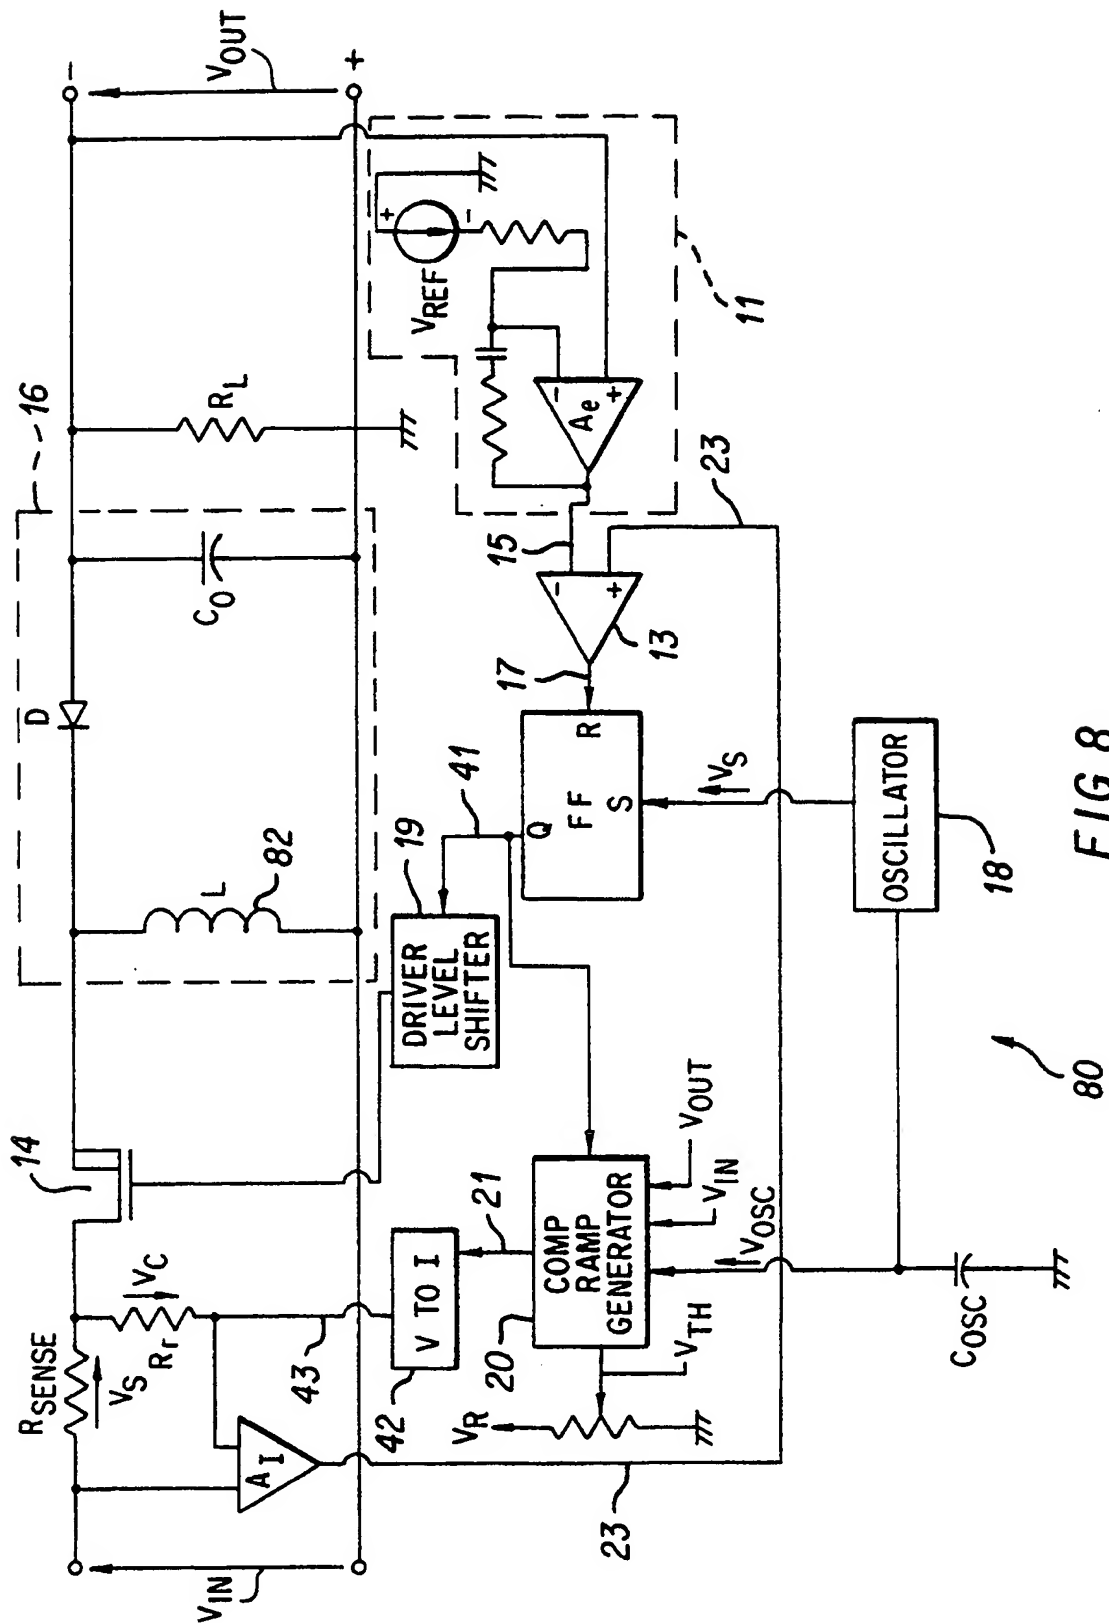 VIN
VOUT
-
+
RSENSE
VS
VC
Rr
14
16
L
82
D
CO
RL
AI
43
42
V TO I
21
DRIVER
LEVEL
SHIFTER
19
41
VREF
+
-
11
Ae
-
+
15
13
-
+
17
23
Q
FF
R
S
VS
COMP
RAMP
GENERATOR
20
VR
VTH
VOUT
VIN
VOSC
23
OSCILLATOR
18
COSC
80
FIG.8